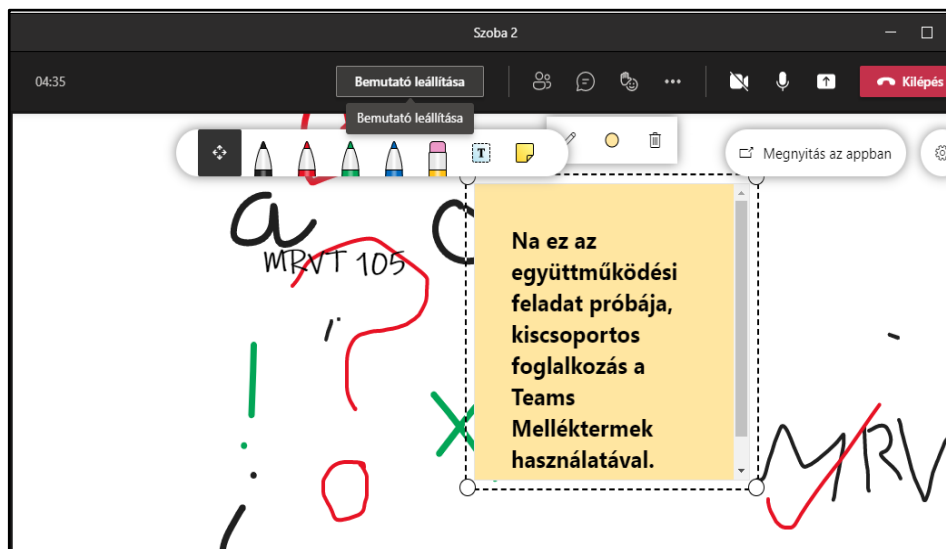 Szoba 2
04:35
Bemutató leállítása
Kilépés
Bemutató leállítása
T
Megnyitás az appban
a
MRVT 105
?
Na ez az
együttműködési
feladat próbája,
kiscsoportos
foglalkozás a
Teams
Melléktermek
használatával.
MRV